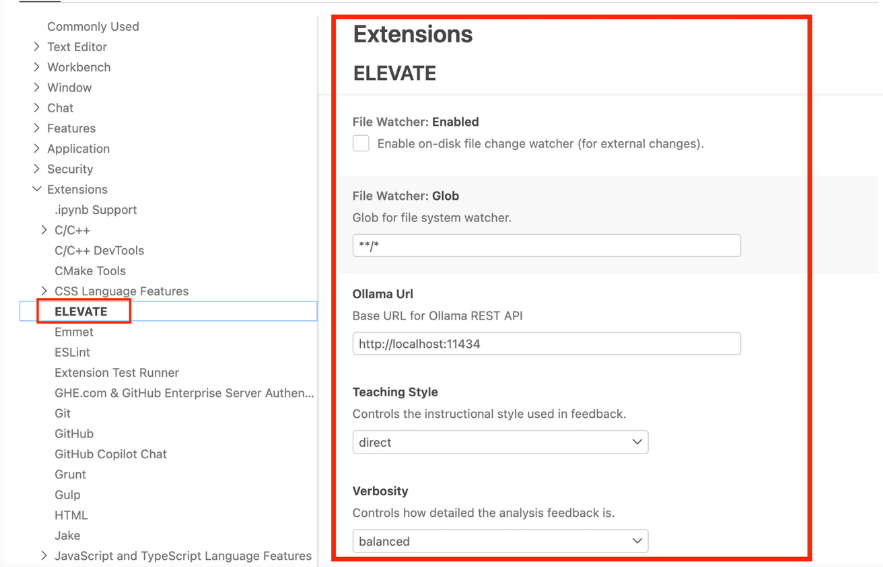 Commonly Used
Text Editor
Workbench
Window
Chat
Features
Application
Security
Extensions
.ipynb Support
C/C++
C/C++ DevTools
CMake Tools
CSS Language Features
ELEVATE
Emmet
ESLint
Extension Test Runner
GHE.com & GitHub Enterprise Server Authen...
Git
GitHub
GitHub Copilot Chat
Grunt
Gulp
HTML
Jake
JavaScript and TypeScript Language Features
Extensions
ELEVATE
File Watcher: Enabled
Enable on-disk file change watcher (for external changes).
File Watcher: Glob
Glob for file system watcher.
**/*
Ollama Url
Base URL for Ollama REST API
http://localhost:11434
Teaching Style
Controls the instructional style used in feedback.
direct
Verbosity
Controls how detailed the analysis feedback is.
balanced